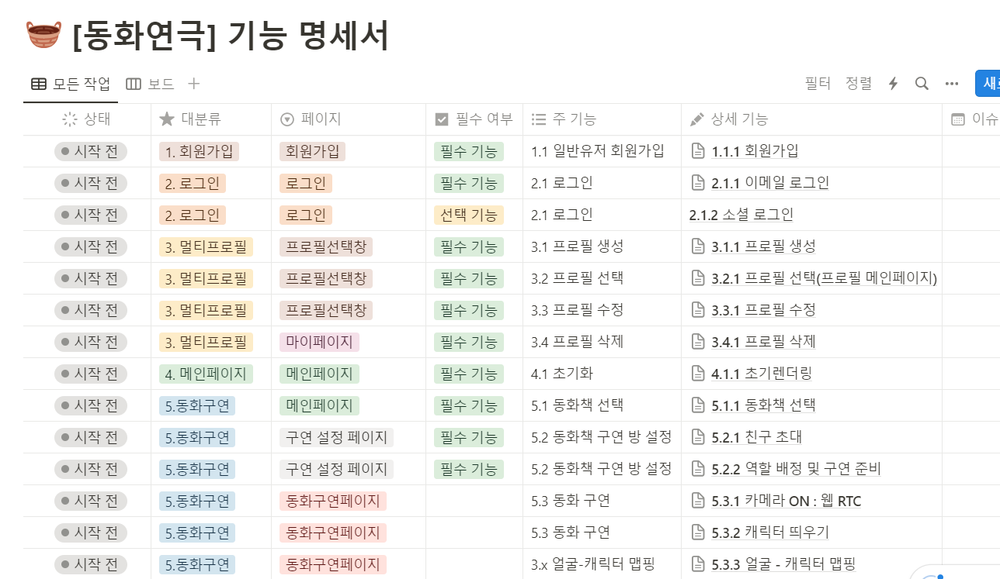 [동화연극] 기능 명세서
모든 작업 보드 필터 정렬
상태 대분류 페이지 필수 여부 주 기능 상세 기능 이슈
시작 전 1. 회원가입 회원가입 필수 기능 1.1 일반유저 회원가입 1.1.1 회원가입
시작 전 2. 로그인 로그인 필수 기능 2.1 로그인 2.1.1 이메일 로그인
시작 전 2. 로그인 로그인 선택 기능 2.1 로그인 2.1.2 소셜 로그인
시작 전 3. 멀티프로필 프로필선택창 필수 기능 3.1 프로필 생성 3.1.1 프로필 생성
시작 전 3. 멀티프로필 프로필선택창 필수 기능 3.2 프로필 선택 3.2.1 프로필 선택(프로필 메인페이지)
시작 전 3. 멀티프로필 프로필선택창 필수 기능 3.3 프로필 수정 3.3.1 프로필 수정
시작 전 3. 멀티프로필 마이페이지 필수 기능 3.4 프로필 삭제 3.4.1 프로필 삭제
시작 전 4. 메인페이지 메인페이지 필수 기능 4.1 초기화 4.1.1 초기렌더링
시작 전 5.동화구연 메인페이지 필수 기능 5.1 동화책 선택 5.1.1 동화책 선택
시작 전 5.동화구연 구연 설정 페이지 필수 기능 5.2 동화책 구연 방 설정 5.2.1 친구 초대
시작 전 5.동화구연 구연 설정 페이지 필수 기능 5.2 동화책 구연 방 설정 5.2.2 역할 배정 및 구연 준비
시작 전 5.동화구연 동화구연페이지 5.3 동화 구연 5.3.1 카메라 ON : 웹 RTC
시작 전 5.동화구연 동화구연페이지 5.3 동화 구연 5.3.2 캐릭터 띄우기
시작 전 5.동화구연 동화구연페이지 3.x 얼굴-캐릭터 맵핑 5.3.3 얼굴 - 캐릭터 맵핑